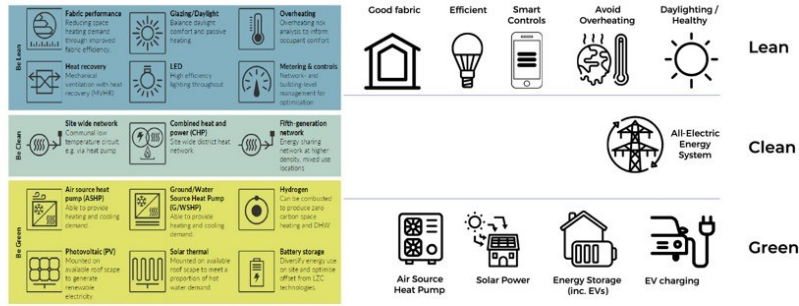 Be Lean
Fabric performance
Reducing space
heating demand
through improved
fabric efficiency.
Glazing/Daylight
Balance daylight
comfort and passive
heating.
Overheating
Overheating risk
analysis to inform
occupant comfort.
Heat recovery
Mechanical
ventilation with heat
recovery (MVHR)
LED
High efficiency
lighting throughout
Metering & controls
Network- and
building-level
management for
optimisation
Be Clean
Site wide network
Communal low
temperature circuit
e.g. via heat pump
Combined heat and
power (CHP)
Site wide district heat
network
Fifth-generation
network
Energy sharing
network at higher
density, mixed use
locations
Be Green
Air source heat
pump (ASHP)
Able to provide
heating and cooling
demand.
Ground/Water
Source Heat Pump
(G/WSHP)
Able to provide
heating and cooling
demand.
Hydrogen
Can be combusted
to produce zero
carbon space
heating and DHW
Photovoltaic (PV)
Mounted on
available roof scape
to generate
renewable
electricity.
Solar thermal
Mounted on available
roof scape to meet a
proportion of hot
water demand.
Battery storage
Diversify energy use
on site and optimise
offset from LZC
technologies.
Good fabric
Efficient
Smart
Controls
Avoid
Overheating
Daylighting /
Healthy
Lean
All-Electric
Energy
System
Clean
Air Source
Heat Pump
Solar Power
Energy Storage
(inc. EVs)
EV charging
Green